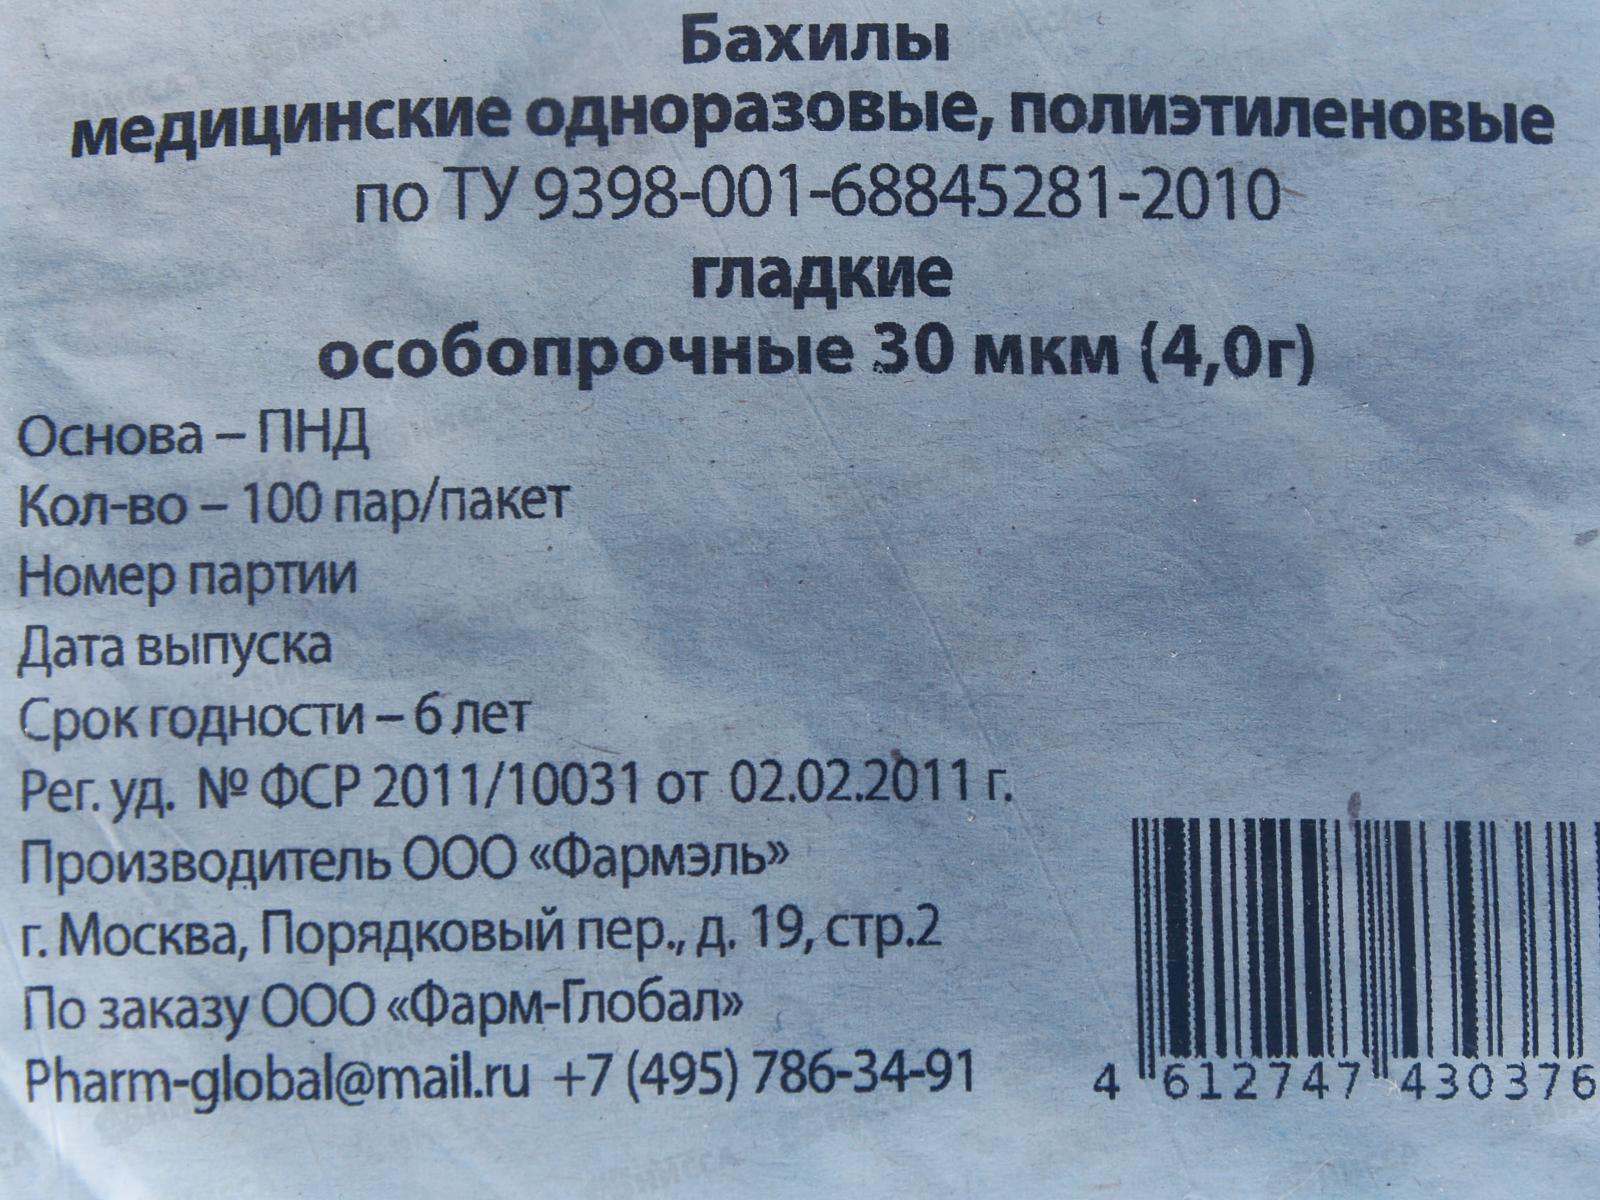 Бахилы
медицинские одноразовые, полиэтиленовые
по ТУ 9398-001-68845281-2010
гладкие
особопрочные 30 мкм (4,0г)
Основа – ПНД
Кол-во – 100 пар/пакет
Номер партии
Дата выпуска
Срок годности – 6 лет
Рег. уд. № ФСР 2011/10031 от 02.02.2011 г.
Производитель ООО «Фармэль»
г. Москва, Порядковый пер., д. 19, стр.2
По заказу ООО «Фарм-Глобал»
Pharm-global@mail.ru +7 (495) 786-34-91
4 612747 430376